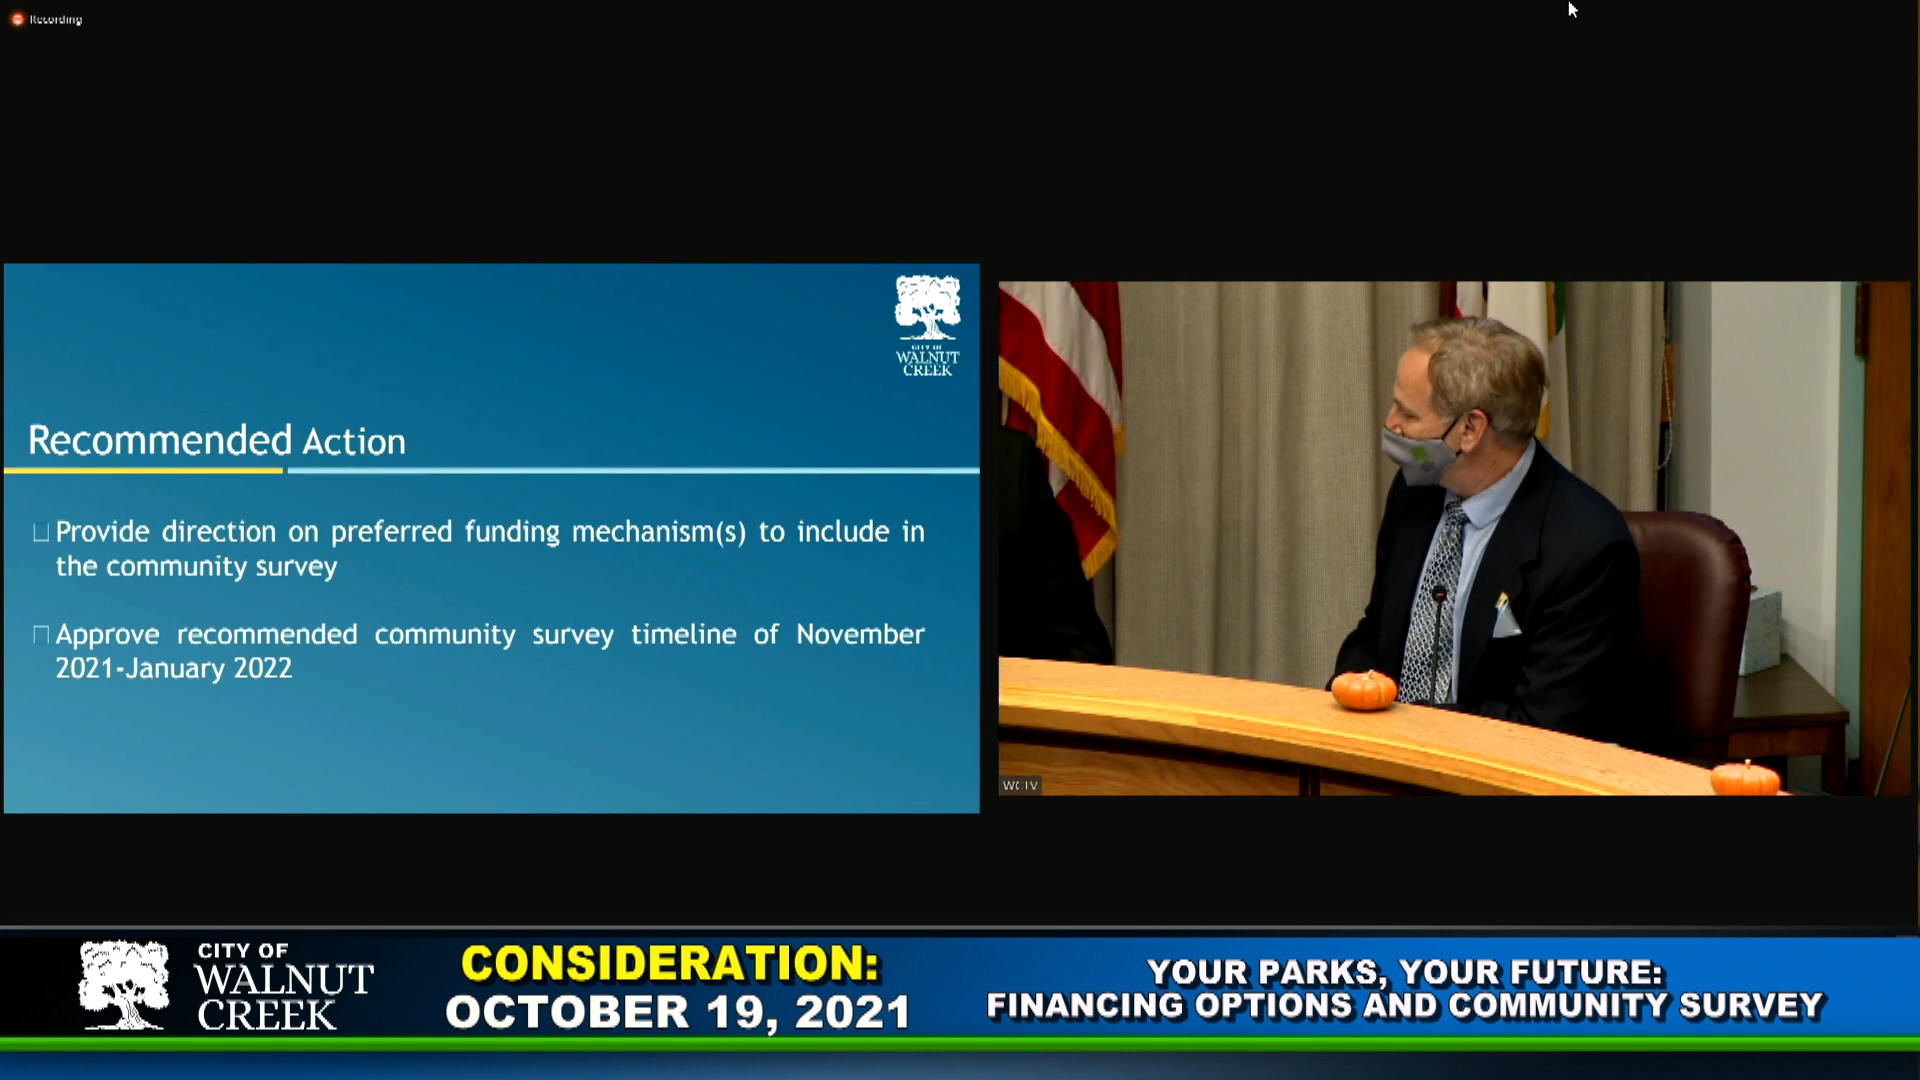 Recording
CITY OF
WALNUT
CREEK
Recommended Action
Provide direction on preferred funding mechanism(s) to include in
the community survey
Approve recommended community survey timeline of November
2021-January 2022
WCTV
CITY OF
WALNUT
CREEK
CONSIDERATION:
OCTOBER 19, 2021
YOUR PARKS, YOUR FUTURE:
FINANCING OPTIONS AND COMMUNITY SURVEY